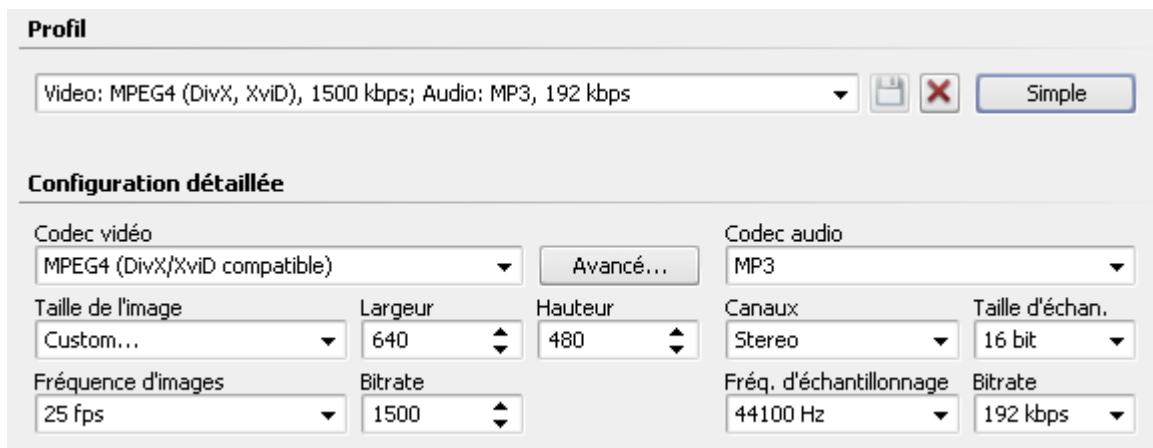 Profil
Video: MPEG4 (DivX, XviD), 1500 kbps; Audio: MP3, 192 kbps
Simple
Configuration détaillée
Codec vidéo
Codec audio
MPEG4 (DivX/XviD compatible)
Avancé...
MP3
Taille de l'image
Largeur
Hauteur
Canaux
Taille d'échan.
Custom...
640
480
Stereo
16 bit
Fréquence d'images
Bitrate
Fréq. d'échantillonnage
Bitrate
25 fps
1500
44100 Hz
192 kbps